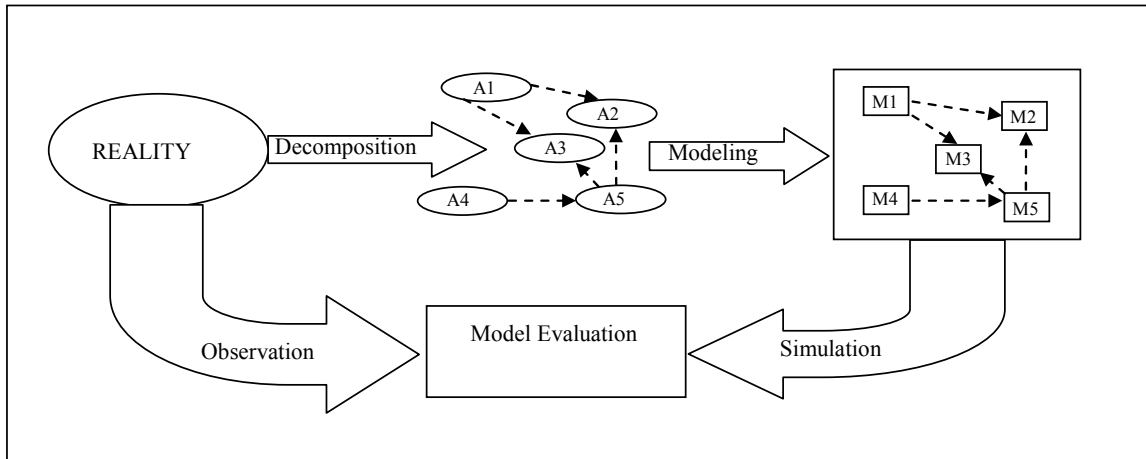 REALITY
Decomposition
A1
A2
A3
A4
A5
Modeling
M1
M2
M3
M4
M5
Observation
Model Evaluation
Simulation